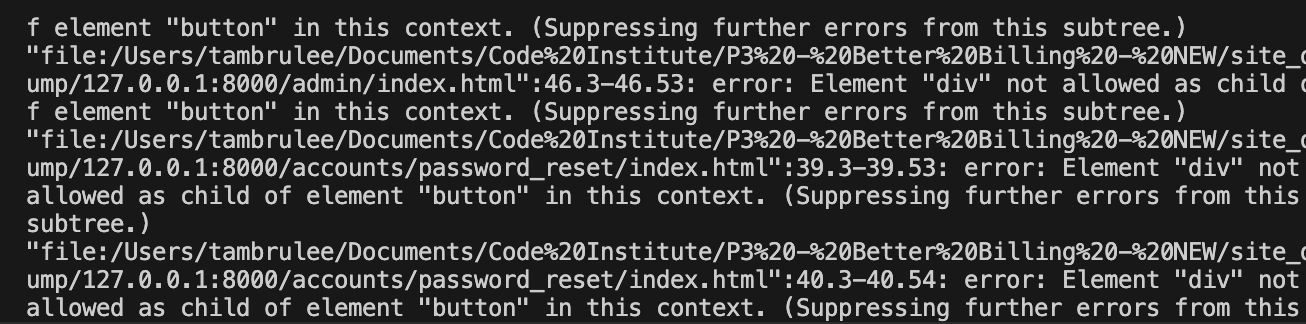 f element "button" in this context. (Suppressing further errors from this subtree.)
"file:/Users/tambrulee/Documents/Code%20Institute/P3%20-%20Better%20Billing%20-%20NEW/site_d
ump/127.0.0.1:8000/admin/index.html":46.3-46.53: error: Element "div" not allowed as child o
f element "button" in this context. (Suppressing further errors from this subtree.)
"file:/Users/tambrulee/Documents/Code%20Institute/P3%20-%20Better%20Billing%20-%20NEW/site_d
ump/127.0.0.1:8000/accounts/password_reset/index.html":39.3-39.53: error: Element "div" not
allowed as child of element "button" in this context. (Suppressing further errors from this
subtree.)
"file:/Users/tambrulee/Documents/Code%20Institute/P3%20-%20Better%20Billing%20-%20NEW/site_d
ump/127.0.0.1:8000/accounts/password_reset/index.html":40.3-40.54: error: Element "div" not
allowed as child of element "button" in this context. (Suppressing further errors from this